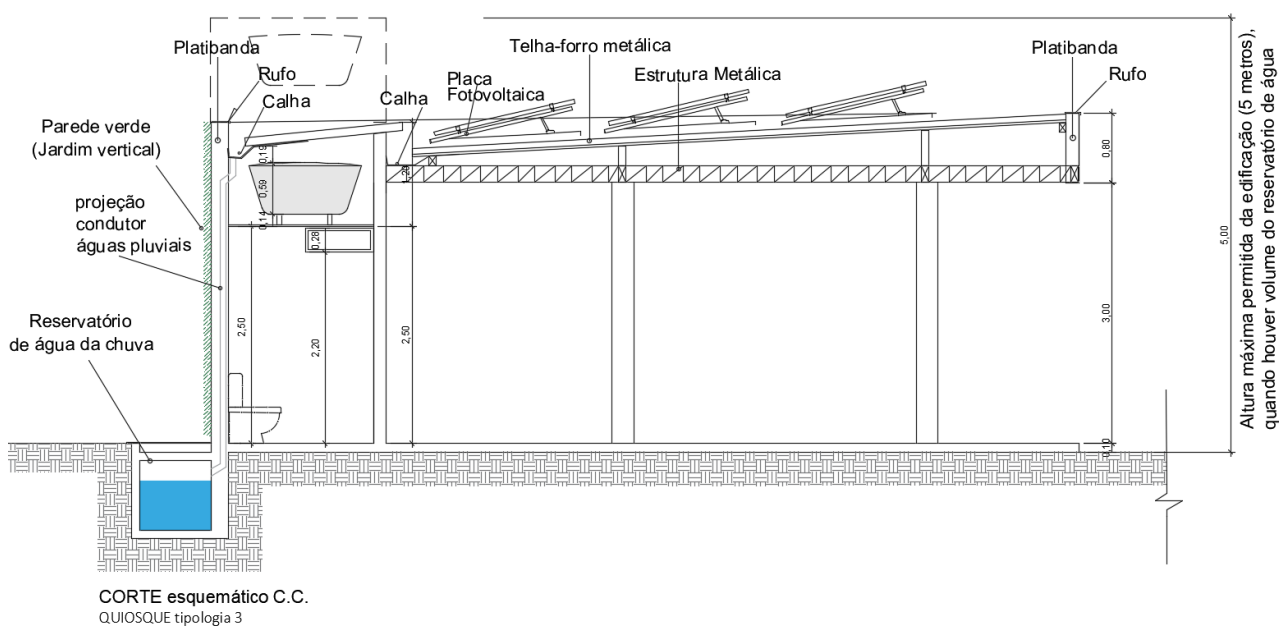 Platibanda
Rufo
Calha
Calha
Placa
Fotovoltaica
Telha-forro metálica
Estrutura Metálica
Platibanda
Rufo
Parede verde
(Jardim vertical)
projeção
condutor
águas pluviais
Reservatório
de água da chuva
0,19
0,59
0,14
0,28
1,20
2,50
2,20
2,50
0,80
3,00
0,10
5,00
Altura máxima permitida da edificação (5 metros),
quando houver volume do reservatório de água
CORTE esquemático C.C.
QUIOSQUE tipologia 3